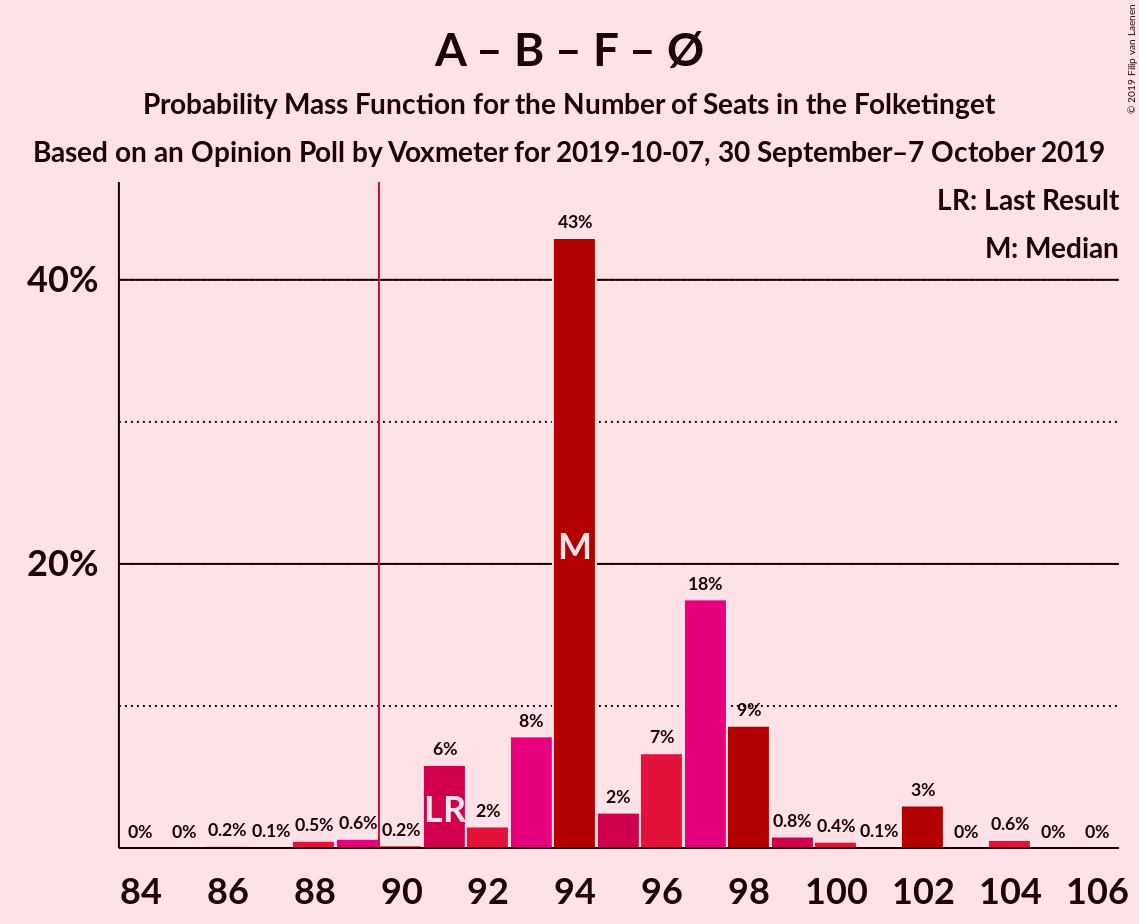 A – B – F – Ø
Probability Mass Function for the Number of Seats in the Folketinget
Based on an Opinion Poll by Voxmeter for 2019-10-07, 30 September–7 October 2019
© 2019 Filip van Laenen
LR: Last Result
M: Median
40%
20%
0%
0%
0.2%
0.1%
0.5%
0.6%
0.2%
6%
2%
8%
43%
2%
7%
18%
9%
0.8%
0.4%
0.1%
3%
0%
0.6%
0%
0%
LR
M
84 86 88 90 92 94 96 98 100 102 104 106